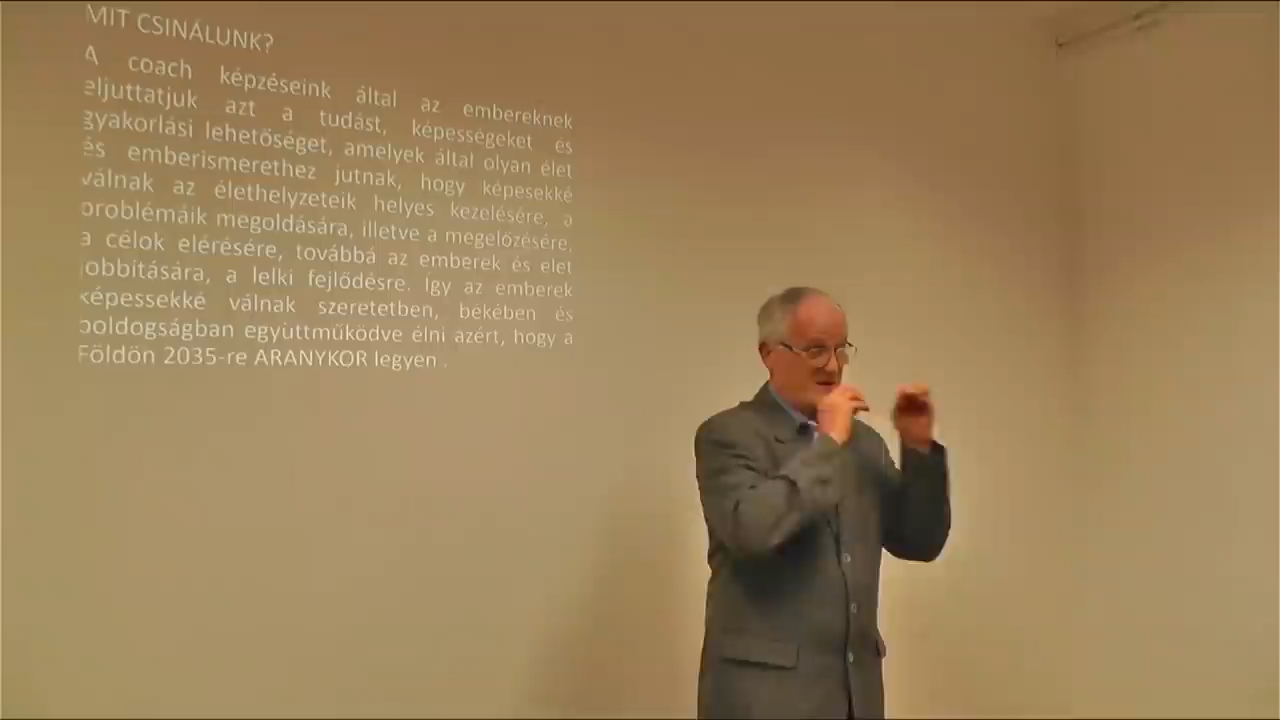 MIT CSINÁLUNK?
A coach képzéseink által az embereknek
eljuttatjuk azt a tudást, képességeket és
gyakorlási lehetőséget, amelyek által olyan élet
és emberismerethez jutnak, hogy képesekké
válnak az élethelyzeteik helyes kezelésére, a
problémáik megoldására, illetve a megelőzésére,
a célok elérésére, továbbá az emberek és elet
jobbítására, a lelki fejlődésre. Így az emberek
képessekké válnak szeretetben, békében és
boldogságban együttműködve élni azért, hogy a
Földön 2035-re ARANYKOR legyen .